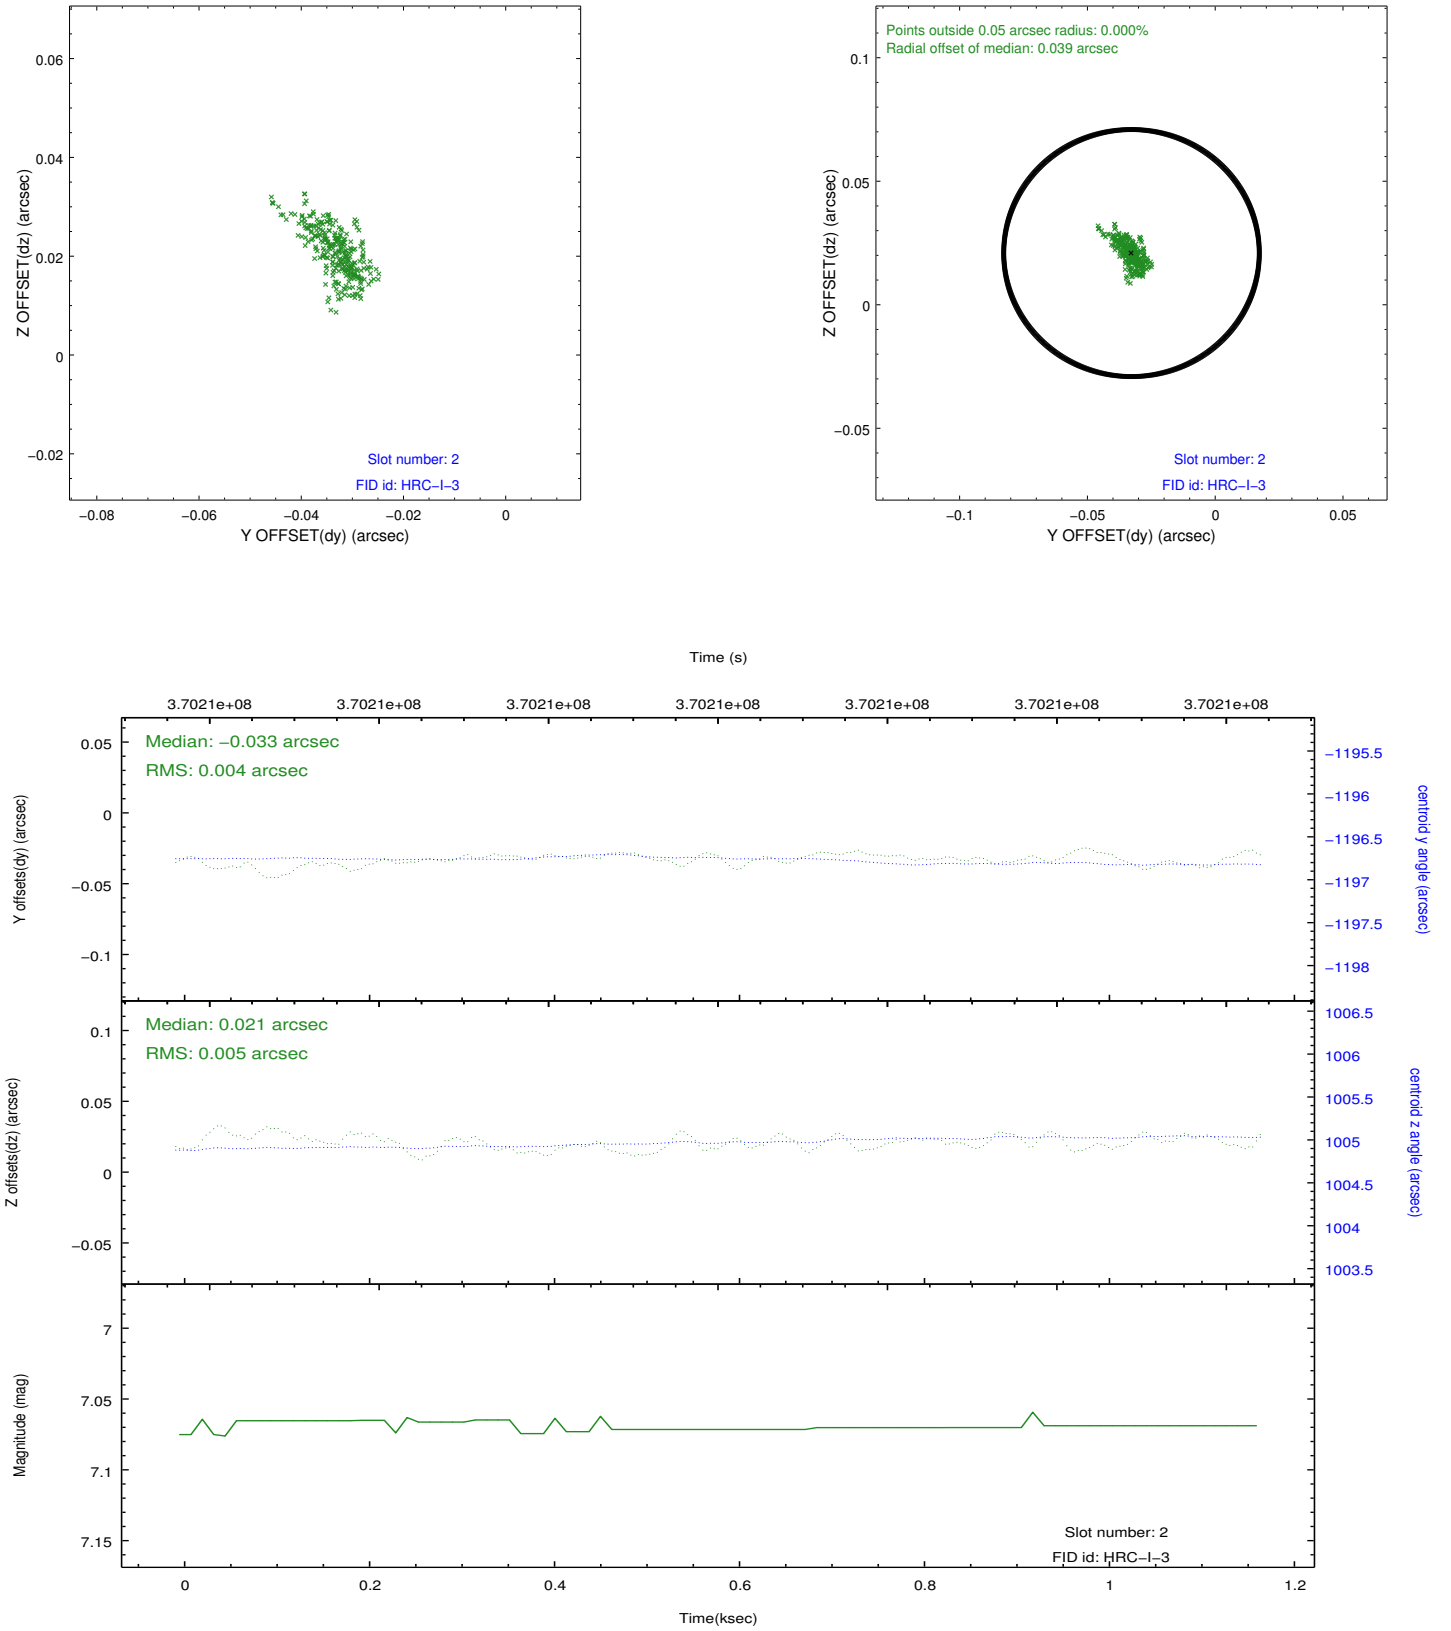 0.06
0.04
0.02
0
−0.02
Z OFFSET(dz) (arcsec)
Slot number: 2
FID id: HRC−I−3
−0.08
−0.06
−0.04
−0.02
0
Y OFFSET(dy) (arcsec)
Points outside 0.05 arcsec radius: 0.000%
Radial offset of median: 0.039 arcsec
0.1
0.05
0
−0.05
Z OFFSET(dz) (arcsec)
Slot number: 2
FID id: HRC−I−3
−0.1
−0.05
0
0.05
Y OFFSET(dy) (arcsec)
Time (s)
3.7021e+08
3.7021e+08
3.7021e+08
3.7021e+08
3.7021e+08
3.7021e+08
3.7021e+08
Median: −0.033 arcsec
RMS: 0.004 arcsec
0.05
0
−0.05
−0.1
Y offsets(dy) (arcsec)
−1195.5
−1196
−1196.5
−1197
−1197.5
−1198
centroid y angle (arcsec)
Median: 0.021 arcsec
RMS: 0.005 arcsec
0.1
0.05
0
−0.05
Z offsets(dz) (arcsec)
1006.5
1006
1005.5
1005
1004.5
1004
1003.5
centroid z angle (arcsec)
7
7.05
7.1
7.15
Magnitude (mag)
Slot number: 2
FID id: HRC−I−3
0
0.2
0.4
0.6
0.8
1
1.2
Time(ksec)